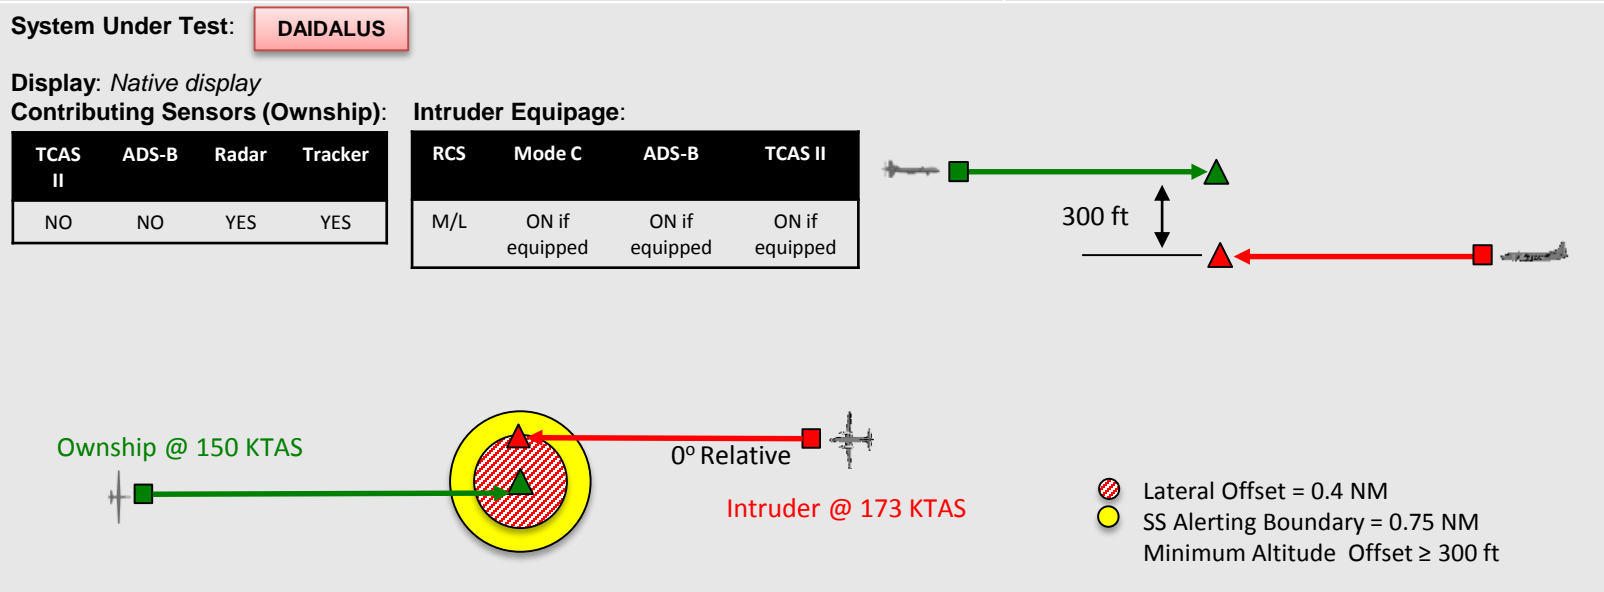 System Under Test: DAIDALUS
Display: Native display
Contributing Sensors (Ownship): Intruder Equipage:
TCAS II ADS-B Radar Tracker
NO NO YES YES
RCS Mode C ADS-B TCAS II
M/L ON if equipped ON if equipped ON if equipped
300 ft
Ownship @ 150 KTAS
0º Relative
Intruder @ 173 KTAS
Lateral Offset = 0.4 NM
SS Alerting Boundary = 0.75 NM
Minimum Altitude Offset ≥ 300 ft